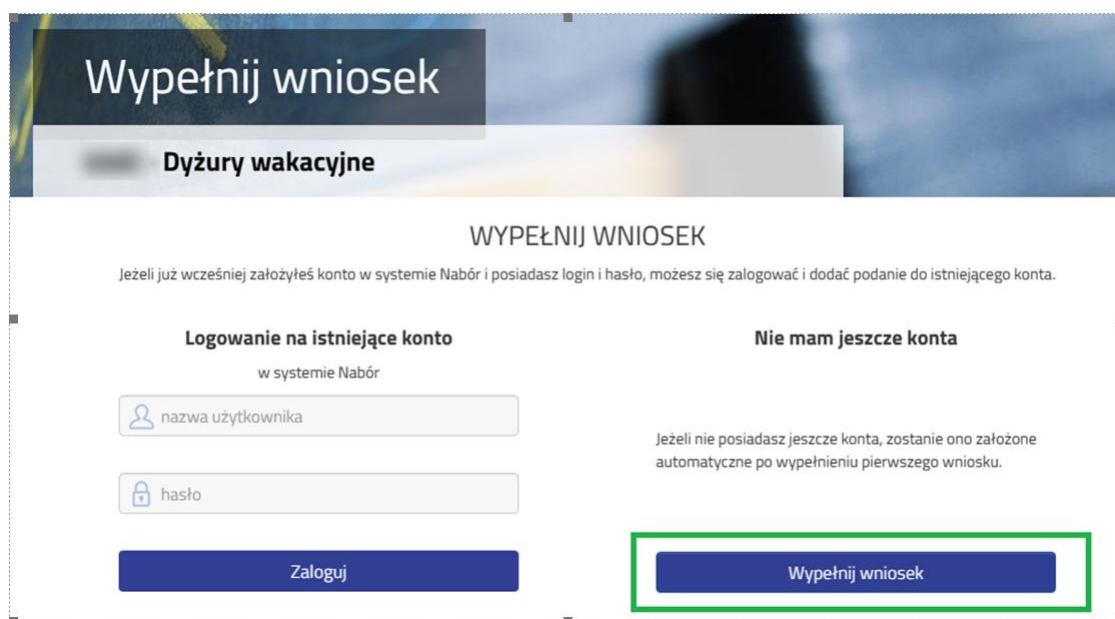 Wypełnij wniosek
- Dyżury wakacyjne
WYPEŁNIJ WNIOSEK
Jeżeli już wcześniej założyłeś konto w systemie Nabór i posiadasz login i hasło, możesz się zalogować i dodać podanie do istniejącego konta.
Logowanie na istniejące konto
w systemie Nabór
nazwa użytkownika
hasło
Zaloguj
Nie mam jeszcze konta
Jeżeli nie posiadasz jeszcze konta, zostanie ono założone
automatyczne po wypełnieniu pierwszego wniosku.
Wypełnij wniosek